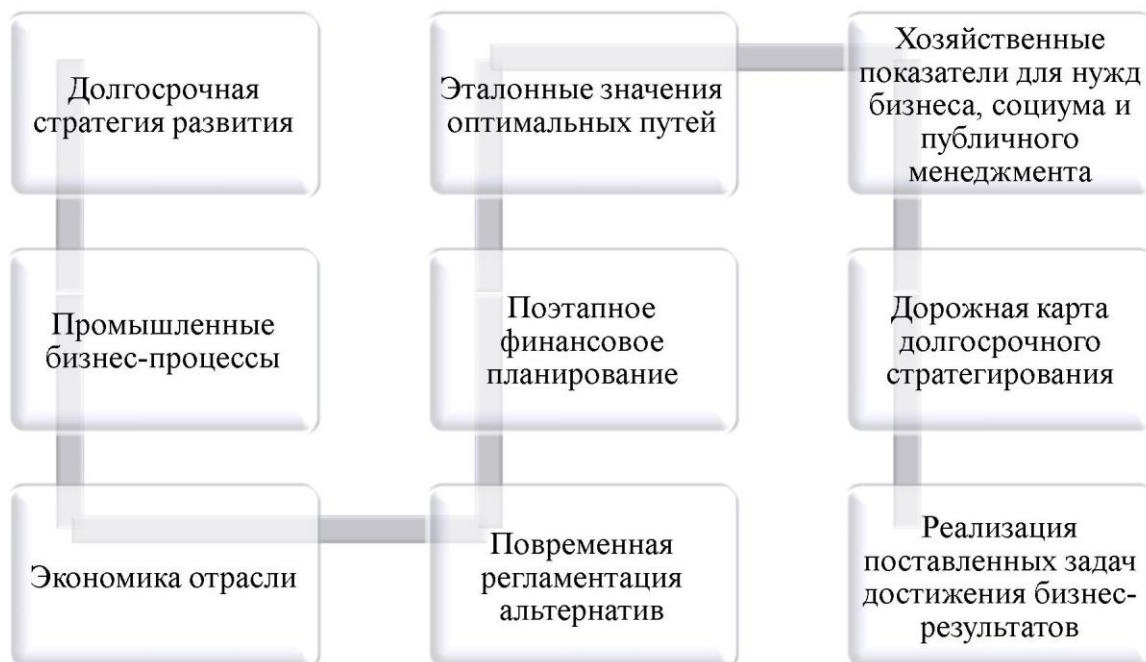 Долгосрочная
стратегия развития
Промышленные
бизнес-процессы
Экономика отрасли
Повременная
регламентация
альтернатив
Поэтапное
финансовое
планирование
Эталонные значения
оптимальных путей
Хозяйственные
показатели для нужд
бизнеса, социума и
публичного
менеджмента
Дорожная карта
долгосрочного
стратегирования
Реализация
поставленных задач
достижения бизнес-
результатов